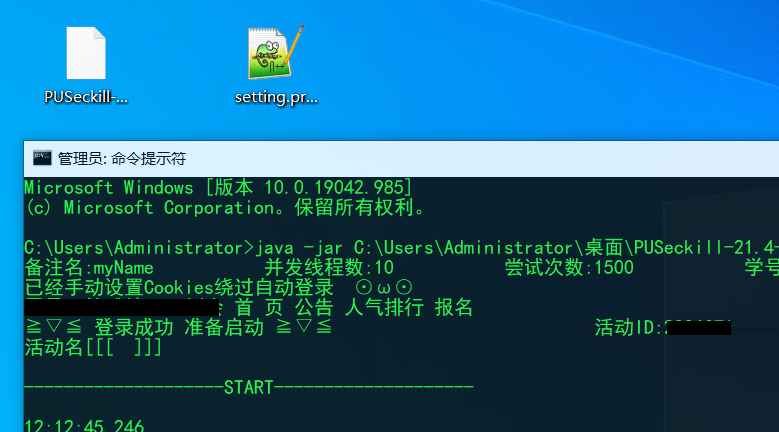 PUSeckill-...
setting.pr...
管理员: 命令提示符
Microsoft Windows [版本 10.0.19042.985]
(c) Microsoft Corporation。保留所有权利。
C:\Users\Administrator>java -jar C:\Users\Administrator\桌面\PUSeckill-21.4-
备注名:myName 并发线程数:10 尝试次数:1500 学号
已经手动设置Cookies绕过自动登录 ⊙ω⊙
首 页 公告 人气排行 报名
≧▽≦ 登录成功 准备启动 ≧▽≦ 活动ID:
活动名[[[ ]]]
--------------------START--------------------
12:12:45.246